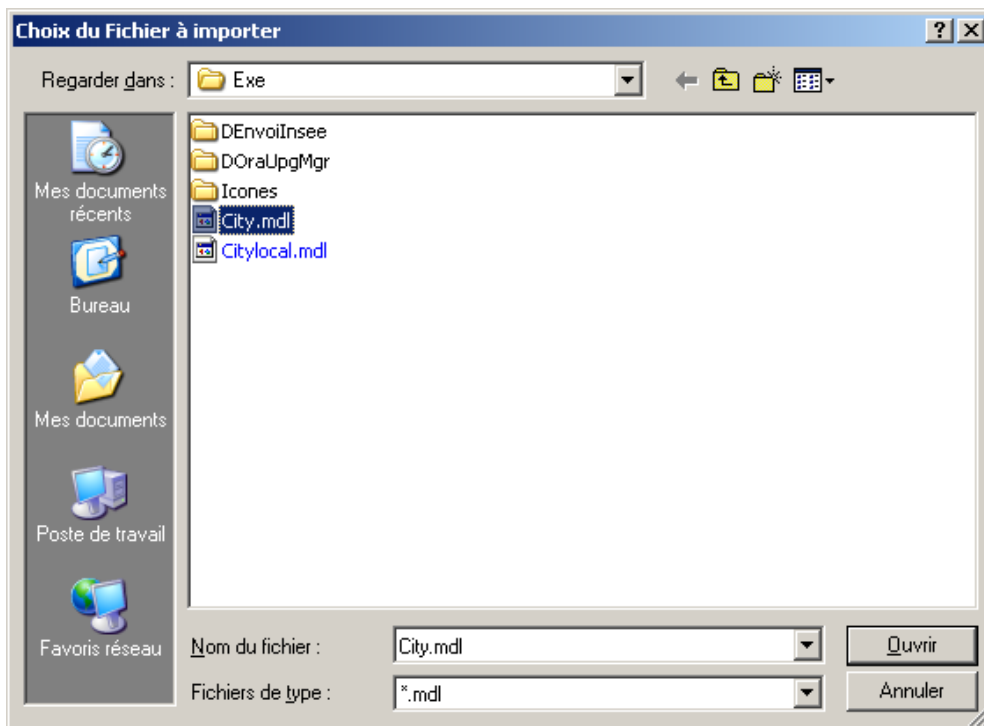 Choix du Fichier à importer
Regarder dans :
Exe
DEnvoiInsee
DOraUpgMgr
Icones
City.mdl
Citylocal.mdl
Mes documents
récents
Bureau
Mes documents
Poste de travail
Favoris réseau
Nom du fichier :
City.mdl
Ouvrir
Fichiers de type :
*.mdl
Annuler